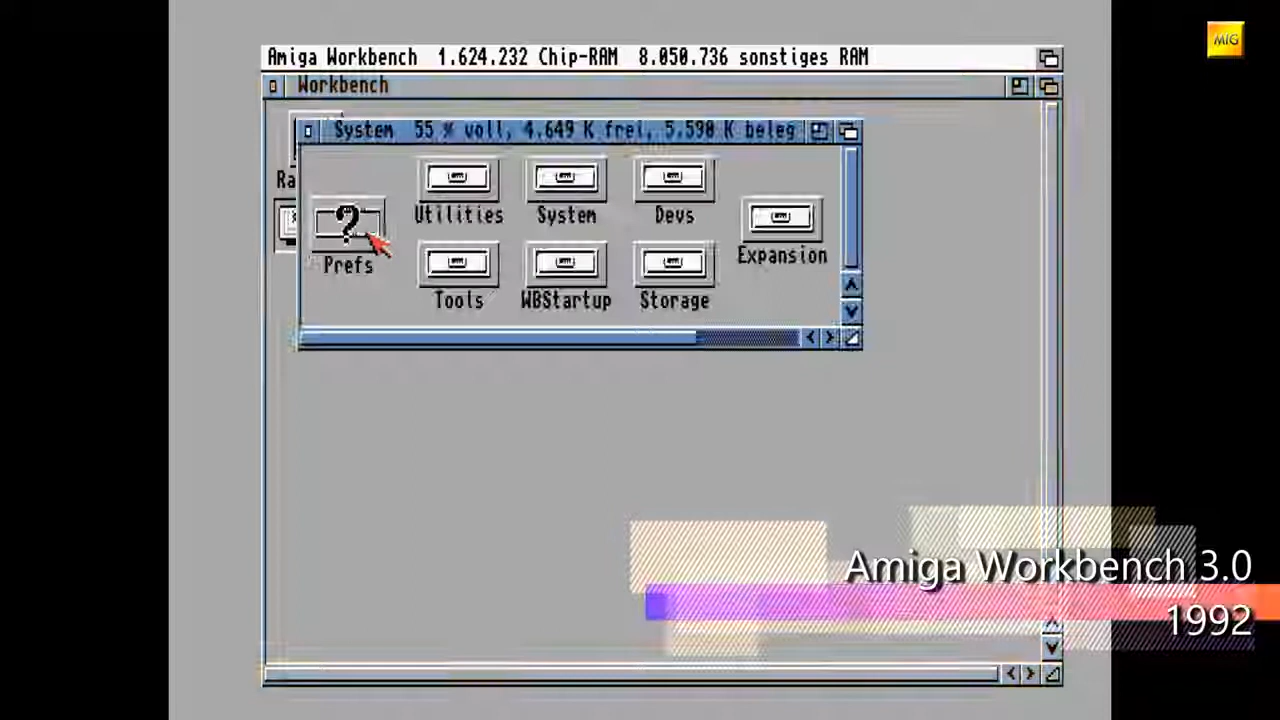 MIG
Amiga Workbench 1.624.232 Chip-RAM 8.050.736 sonstiges RAM
Workbench
System 55 % voll, 4.649 K frei, 5.590 K beleg
Ra
Utilities System Devs
Prefs
Expansion
Tools WBStartup Storage
Amiga Workbench 3.0
1992